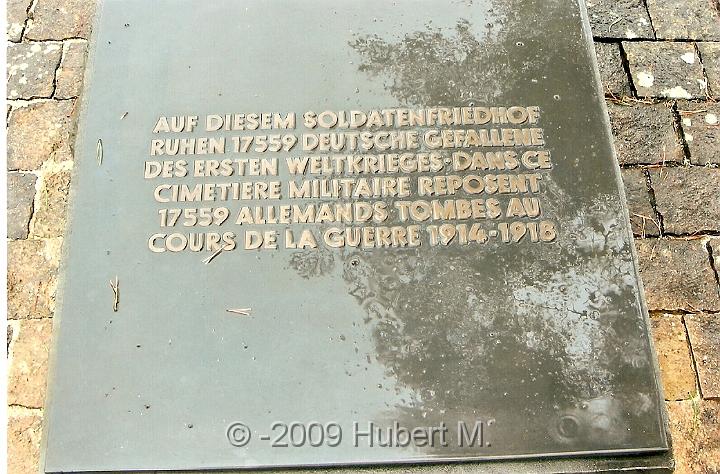 AUF DIESEM SOLDATENFRIEDHOF
RUHEN 17559 DEUTSCHE GEFALLENE
DES ERSTEN WELTKRIEGES·DANS CE
CIMETIERE MILITAIRE REPOSENT
17559 ALLEMANDS TOMBES AU
COURS DE LA GUERRE 1914-1918
© -2009 Hubert M.